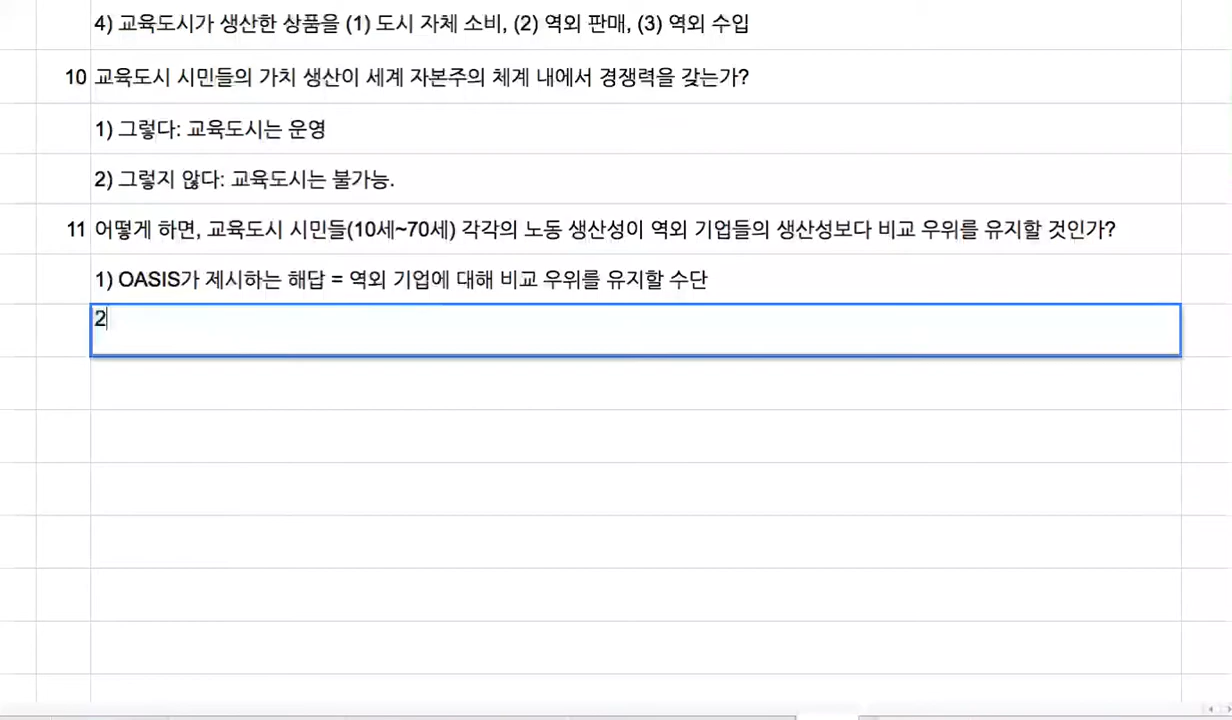 4) 교육도시가 생산한 상품을 (1) 도시 자체 소비, (2) 역외 판매, (3) 역외 수입
10 교육도시 시민들의 가치 생산이 세계 자본주의 체계 내에서 경쟁력을 갖는가?
1) 그렇다: 교육도시는 운영
2) 그렇지 않다: 교육도시는 불가능.
11 어떻게 하면, 교육도시 시민들(10세~70세) 각각의 노동 생산성이 역외 기업들의 생산성보다 비교 우위를 유지할 것인가?
1) OASIS가 제시하는 해답 = 역외 기업에 대해 비교 우위를 유지할 수단
2